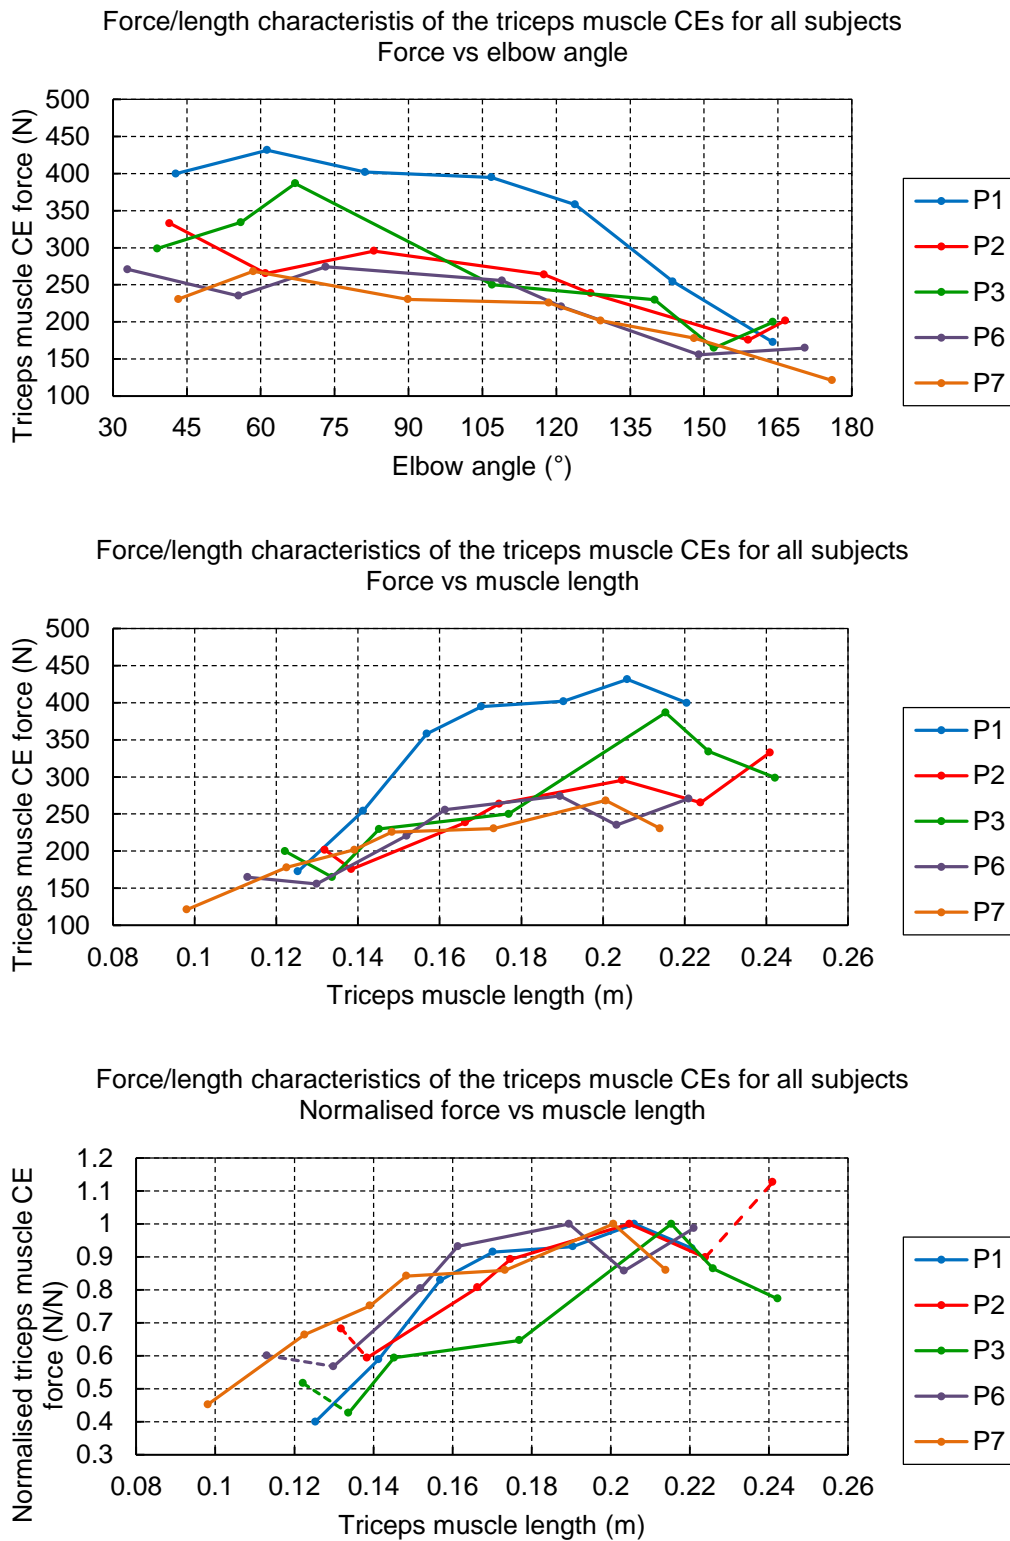 Force/length characteristis of the triceps muscle CEs for all subjects
Force vs elbow angle
Triceps muscle CE force (N)
500
450
400
350
300
250
200
150
100
30 45 60 75 90 105 120 135 150 165 180
Elbow angle (°)
P1
P2
P3
P6
P7
Force/length characteristics of the triceps muscle CEs for all subjects
Force vs muscle length
Triceps muscle CE force (N)
500
450
400
350
300
250
200
150
100
0.08 0.1 0.12 0.14 0.16 0.18 0.2 0.22 0.24 0.26
Triceps muscle length (m)
P1
P2
P3
P6
P7
Force/length characteristics of the triceps muscle CEs for all subjects
Normalised force vs muscle length
Normalised triceps muscle CE
force (N/N)
1.2
1.1
1
0.9
0.8
0.7
0.6
0.5
0.4
0.3
0.08 0.1 0.12 0.14 0.16 0.18 0.2 0.22 0.24 0.26
Triceps muscle length (m)
P1
P2
P3
P6
P7